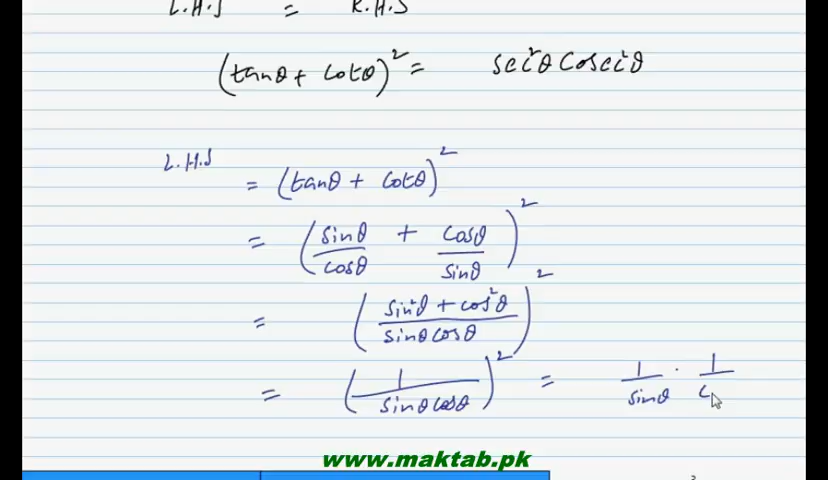 L.H.S = R.H.S
(tanθ + cotθ)² = sec²θ cosec²θ
L.H.S
= (tanθ + cotθ)²
= (sinθ/cosθ + cosθ/sinθ)²
= (sin²θ + cos²θ / sinθ cosθ)²
= (1 / sinθ cosθ)² = 1/sinθ · 1/c
www.maktab.pk